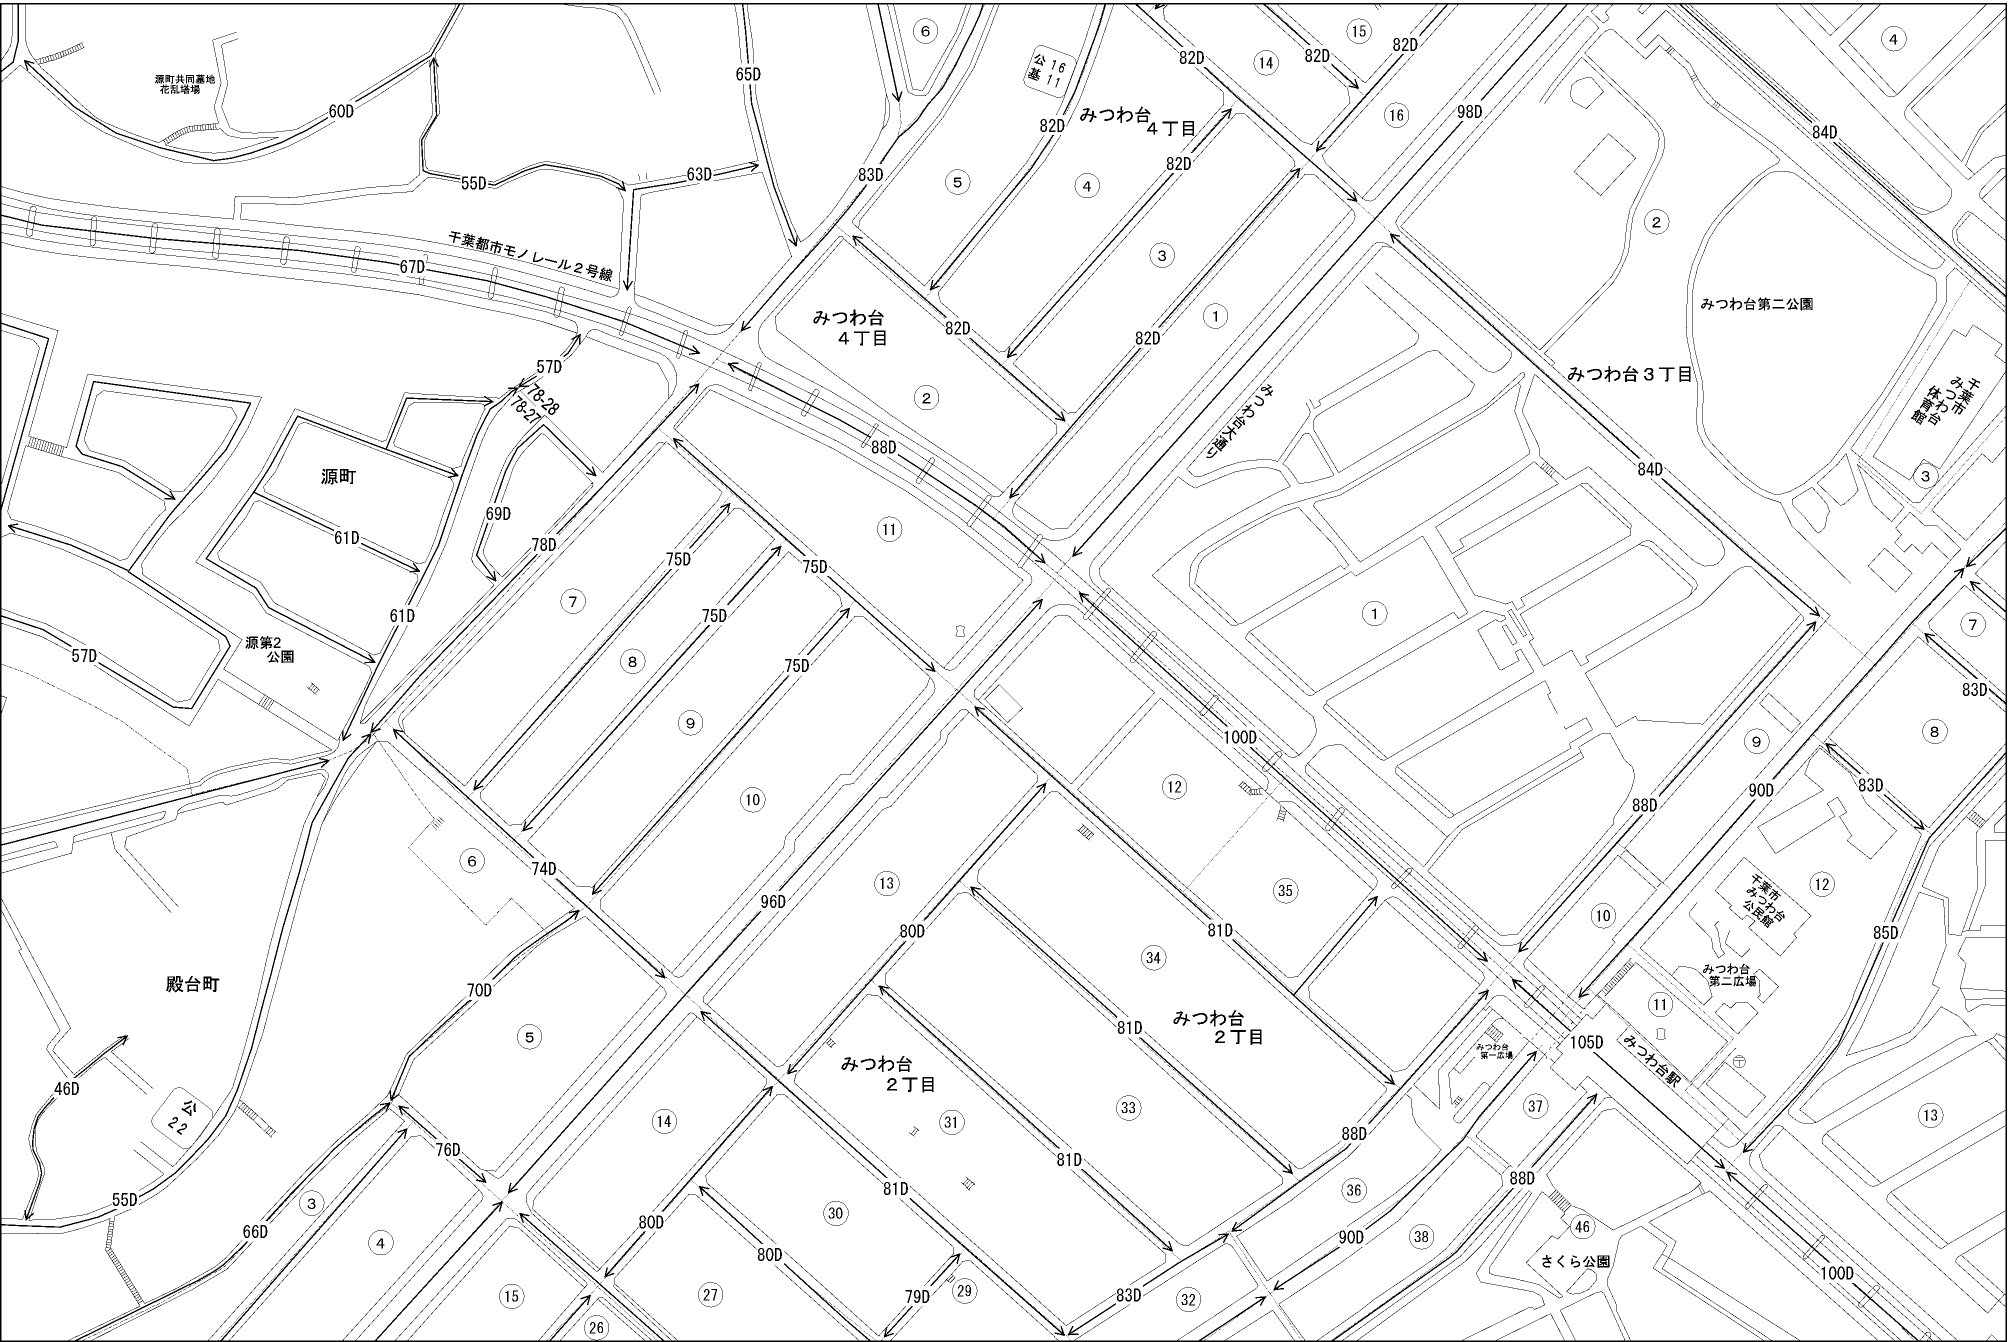 ⑥
⑮
④
82D
82D
82D
⑭
公 16
基 11
65D
源町共同墓地
花乱塔場
60D
98D
⑯
みつわ台
4丁目
82D
84D
82D
83D
63D
55D
⑤
④
②
千葉都市モノレール2号線
67D
③
みつわ台第二公園
①
みつわ台
4丁目
82D
82D
57D
78-28
78-27
みつわ台3丁目
②
みつわ台大通り
千葉市
みつわ台
体育館
88D
84D
③
源町
69D
⑪
61D
78D
75D
75D
⑦
75D
61D
①
⑦
源第2
公園
57D
⑧
75D
83D
⑨
100D
⑨
⑧
⑫
83D
90D
⑩
88D
⑥
74D
⑬
㉟
⑫
千葉市
みつわ台
公民館
96D
⑩
80D
81D
85D
㉞
みつわ台
第二広場
殿台町
70D
⑪
みつわ台
2丁目
81D
⑤
105D
みつわ台駅
みつわ台
第一広場
みつわ台
2丁目
46D
公
22
㉝
㊲
⑬
⑭
㉛
88D
76D
81D
88D
55D
③
81D
㊱
66D
80D
㉚
㊻
④
80D
90D
㊳
さくら公園
100D
⑮
㉗
79D
㉙
83D
㉜
㉖